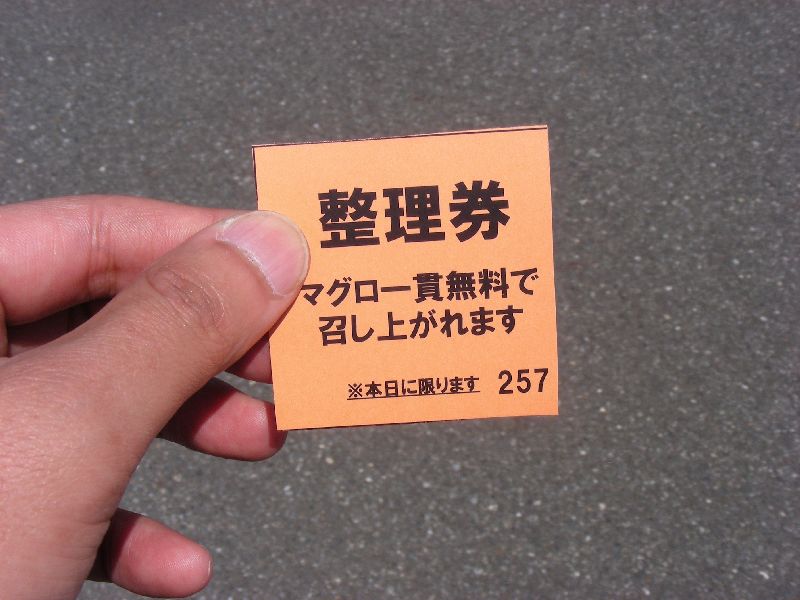 整理券
マグロ一貫無料で
召し上がれます
※本日に限ります 257